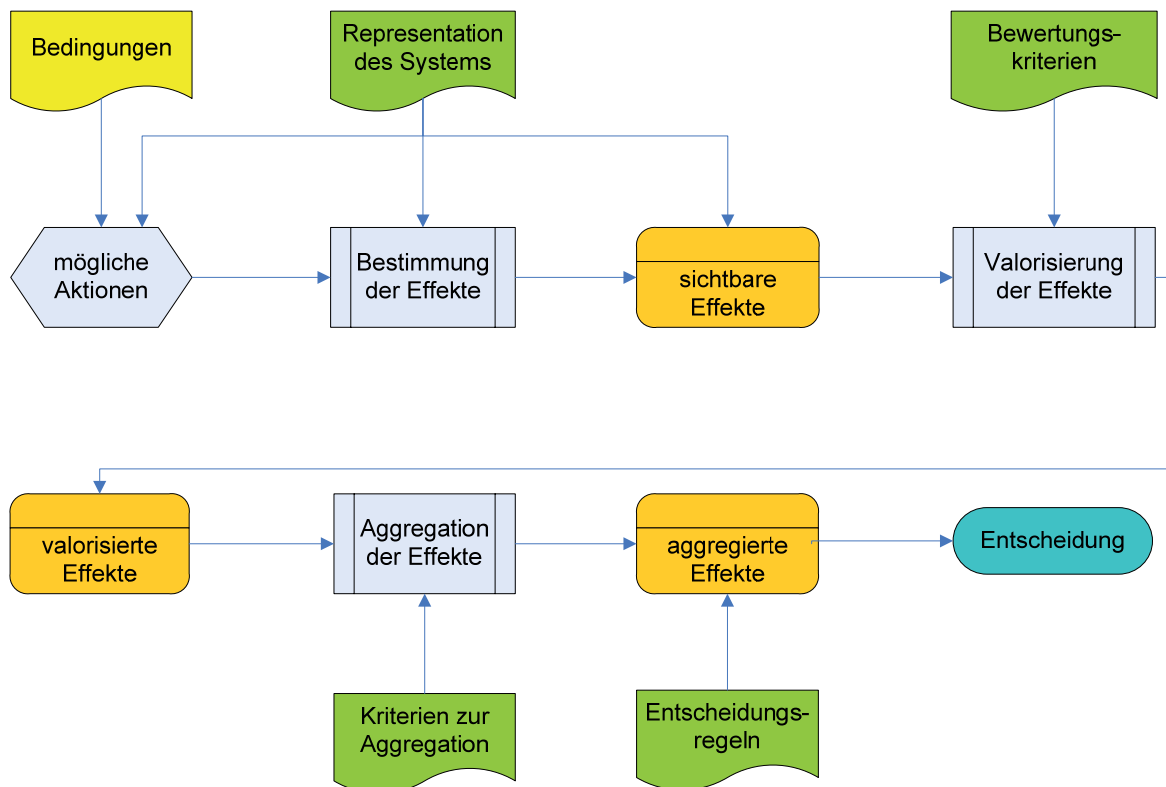 Bedingungen
Representation
des Systems
Bewertungs-
kriterien
mögliche
Aktionen
Bestimmung
der Effekte
sichtbare
Effekte
Valorisierung
der Effekte
valorisierte
Effekte
Aggregation
der Effekte
aggregierte
Effekte
Entscheidung
Kriterien zur
Aggregation
Entscheidungs-
regeln